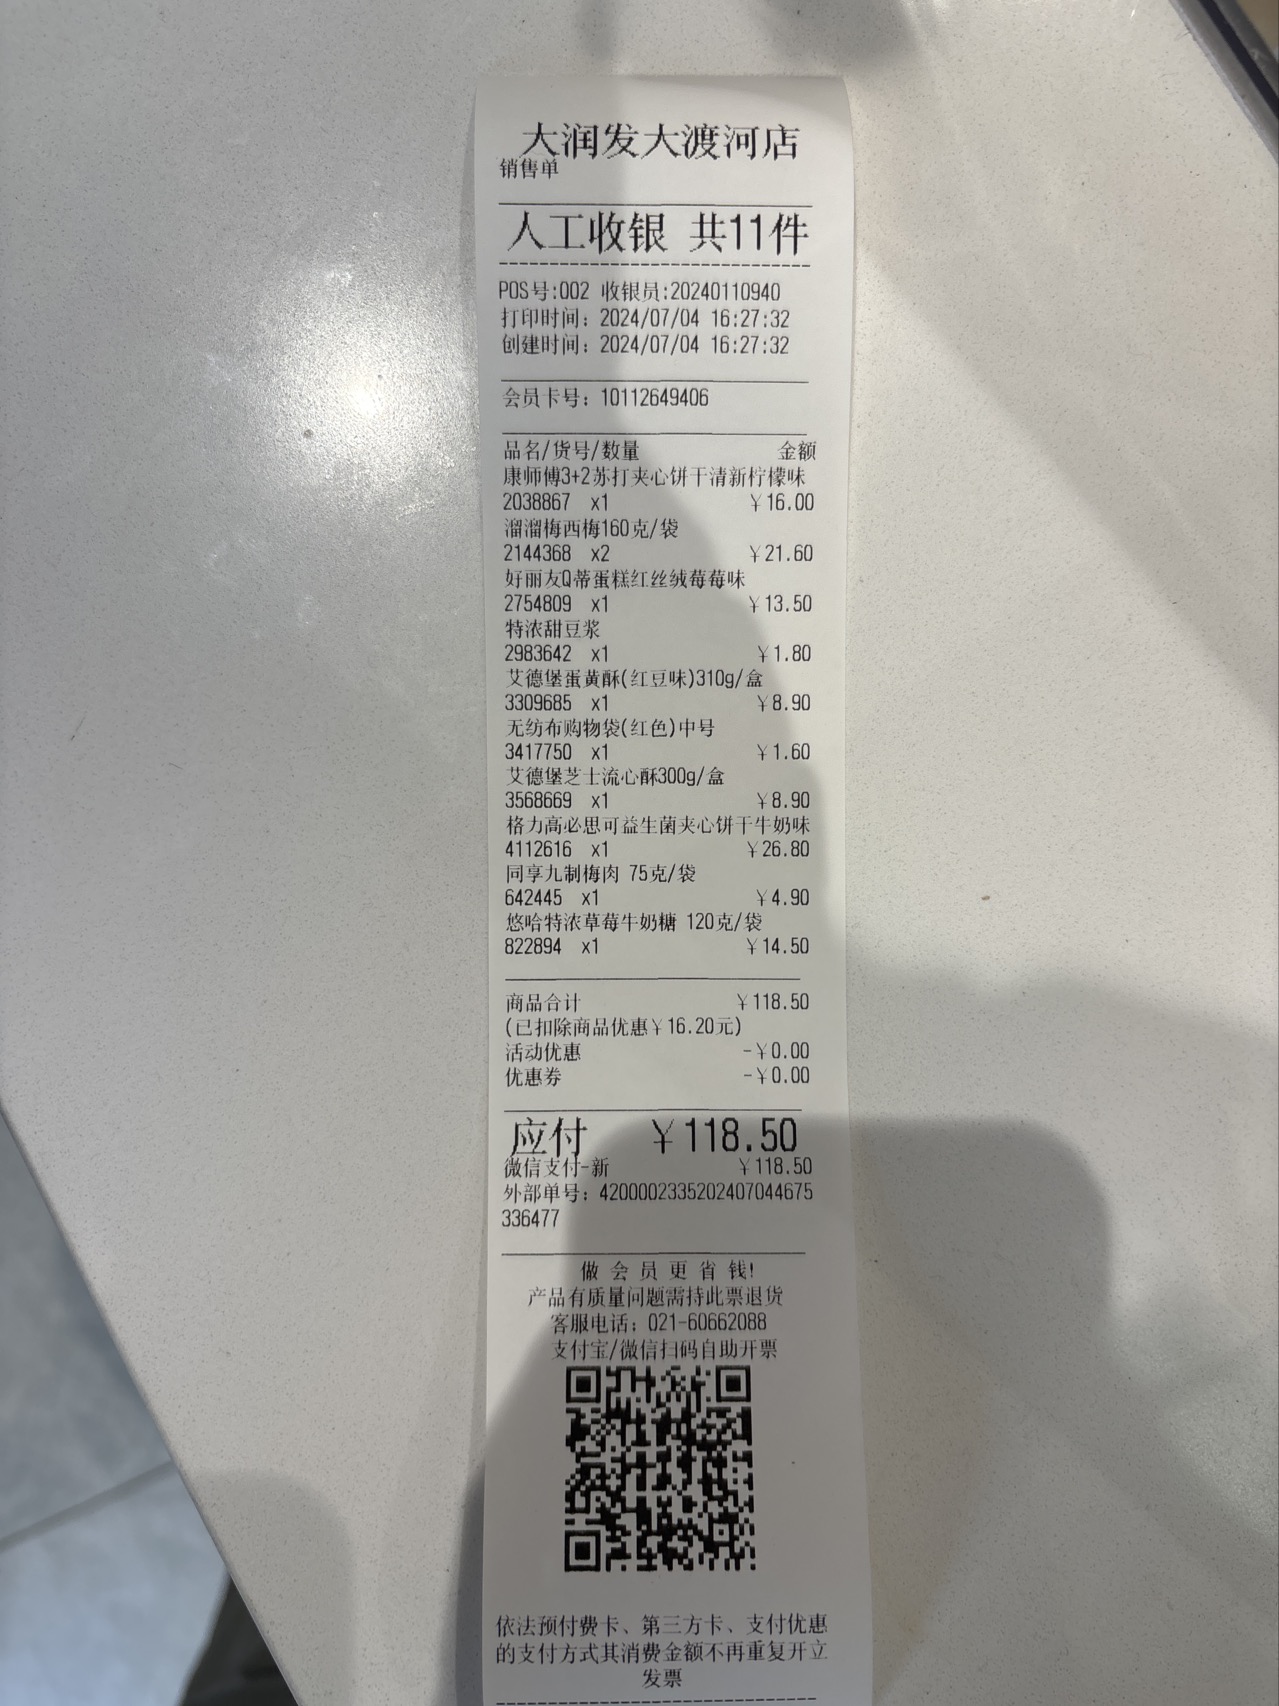 大润发大渡河店
销售单
人工收银 共11件
POS号:002 收银员:20240110940
打印时间: 2024/07/04 16:27:32
创建时间: 2024/07/04 16:27:32
会员卡号: 10112649406
品名/货号/数量 金额
康师傅3+2苏打夹心饼干清新柠檬味
2038867 x1 ￥16.00
溜溜梅西梅160克/袋
2144368 x2 ￥21.60
好丽友Q蒂蛋糕红丝绒莓莓味
2754809 x1 ￥13.50
特浓甜豆浆
2983642 x1 ￥1.80
艾德堡蛋黄酥(红豆味)310g/盒
3309685 x1 ￥8.90
无纺布购物袋(红色)中号
3417750 x1 ￥1.60
艾德堡芝士流心酥300g/盒
3568669 x1 ￥8.90
格力高必思可益生菌夹心饼干牛奶味
4112616 x1 ￥26.80
同享九制梅肉 75克/袋
642445 x1 ￥4.90
悠哈特浓草莓牛奶糖 120克/袋
822894 x1 ￥14.50
商品合计 ￥118.50
(已扣除商品优惠￥16.20元)
活动优惠 -￥0.00
优惠券 -￥0.00
应付 ￥118.50
微信支付-新 ￥118.50
外部单号: 4200002335202407044675
336477
做会员更省钱!
产品有质量问题需持此票退货
客服电话: 021-60662088
支付宝/微信扫码自助开票
依法预付费卡、第三方卡、支付优惠
的支付方式其消费金额不再重复开立
发票